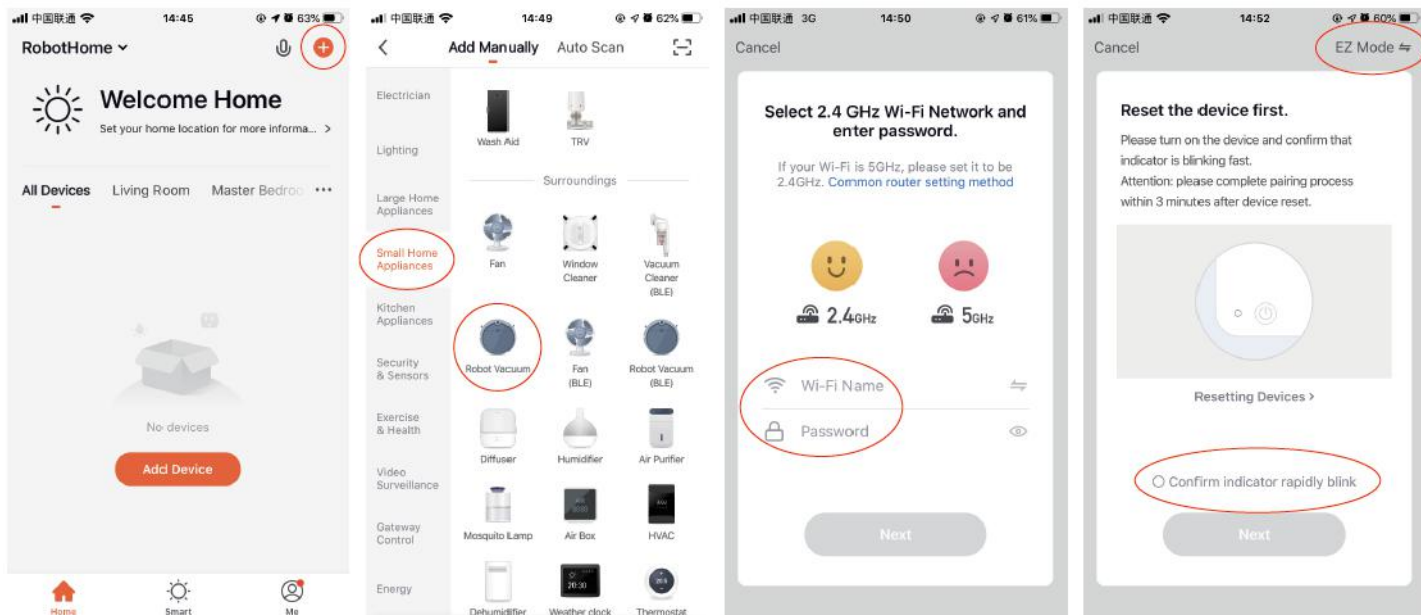 中国联通
14:45
63%
RobotHome
Welcome Home
Set your home location for more informa... >
All Devices
Living Room
Master Bedroo
No devices
Add Device
Home
Smart
Me
中国联通
14:49
62%
Add Manually
Auto Scan
Electrician
Lighting
Large Home
Appliances
Small Home
Appliances
Kitchen
Appliances
Security
& Sensors
Exercise
& Health
Video
Surveillance
Gateway
Control
Energy
Wash Aid
TRV
Surroundings
Fan
Window
Cleaner
Vacuum
Cleaner
(BLE)
Robot Vacuum
Fan
(BLE)
Robot Vacuum
(BLE)
Diffuser
Humidifier
Air Purifier
Mosquito Lamp
Air Box
HVAC
20:30
Dehumidifier
Weather clock
Thermostat
中国联通 3G
14:50
61%
Cancel
Select 2.4 GHz Wi-Fi Network and
enter password.
If your Wi-Fi is 5GHz, please set it to be
2.4GHz. Common router setting method
2.4GHz
5GHz
Wi-Fi Name
Password
Next
中国联通
14:52
60%
Cancel
EZ Mode
Reset the device first.
Please turn on the device and confirm that
indicator is blinking fast.
Attention: please complete pairing process
within 3 minutes after device reset.
Resetting Devices >
Confirm indicator rapidly blink
Next